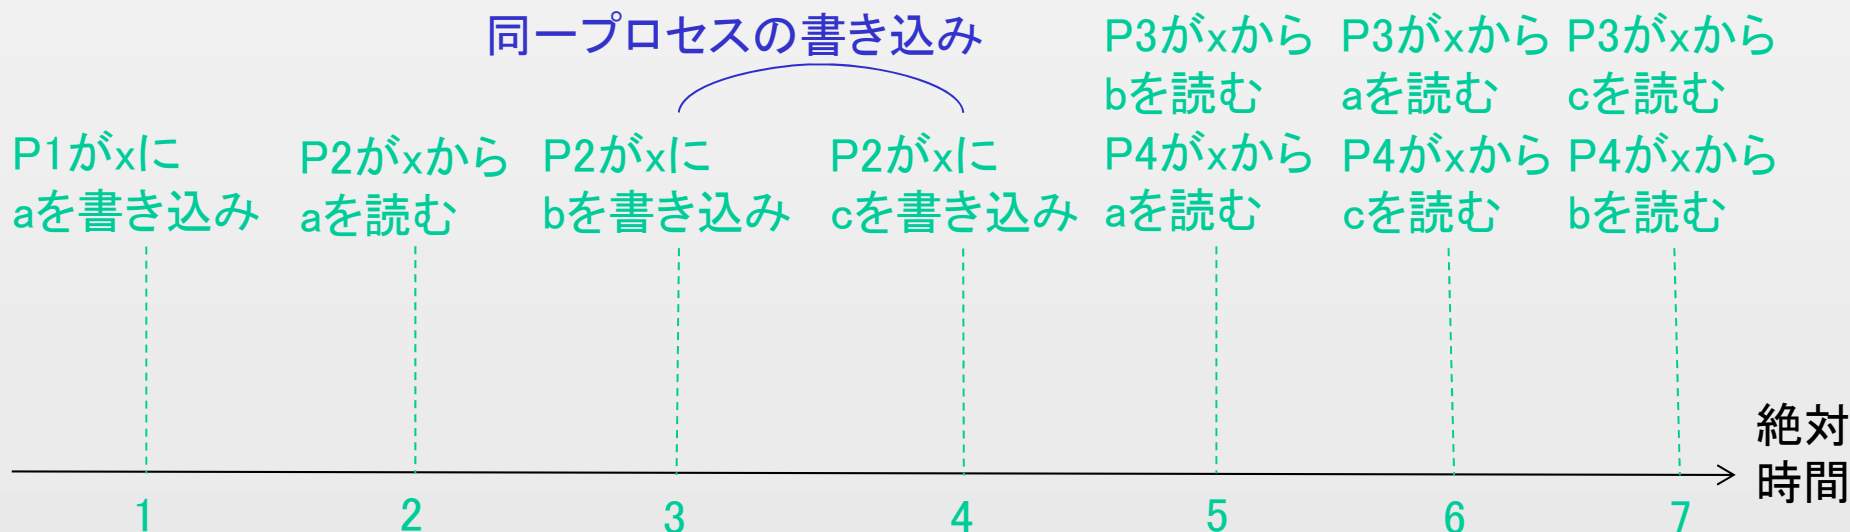 同一プロセスの書き込み
P1がxに
aを書き込み
P2がxから
aを読む
P2がxに
bを書き込み
P2がxに
cを書き込み
P3がxから
bを読む
P4がxから
aを読む
P3がxから
aを読む
P4がxから
cを読む
P3がxから
cを読む
P4がxから
bを読む
絶対
時間
1
2
3
4
5
6
7